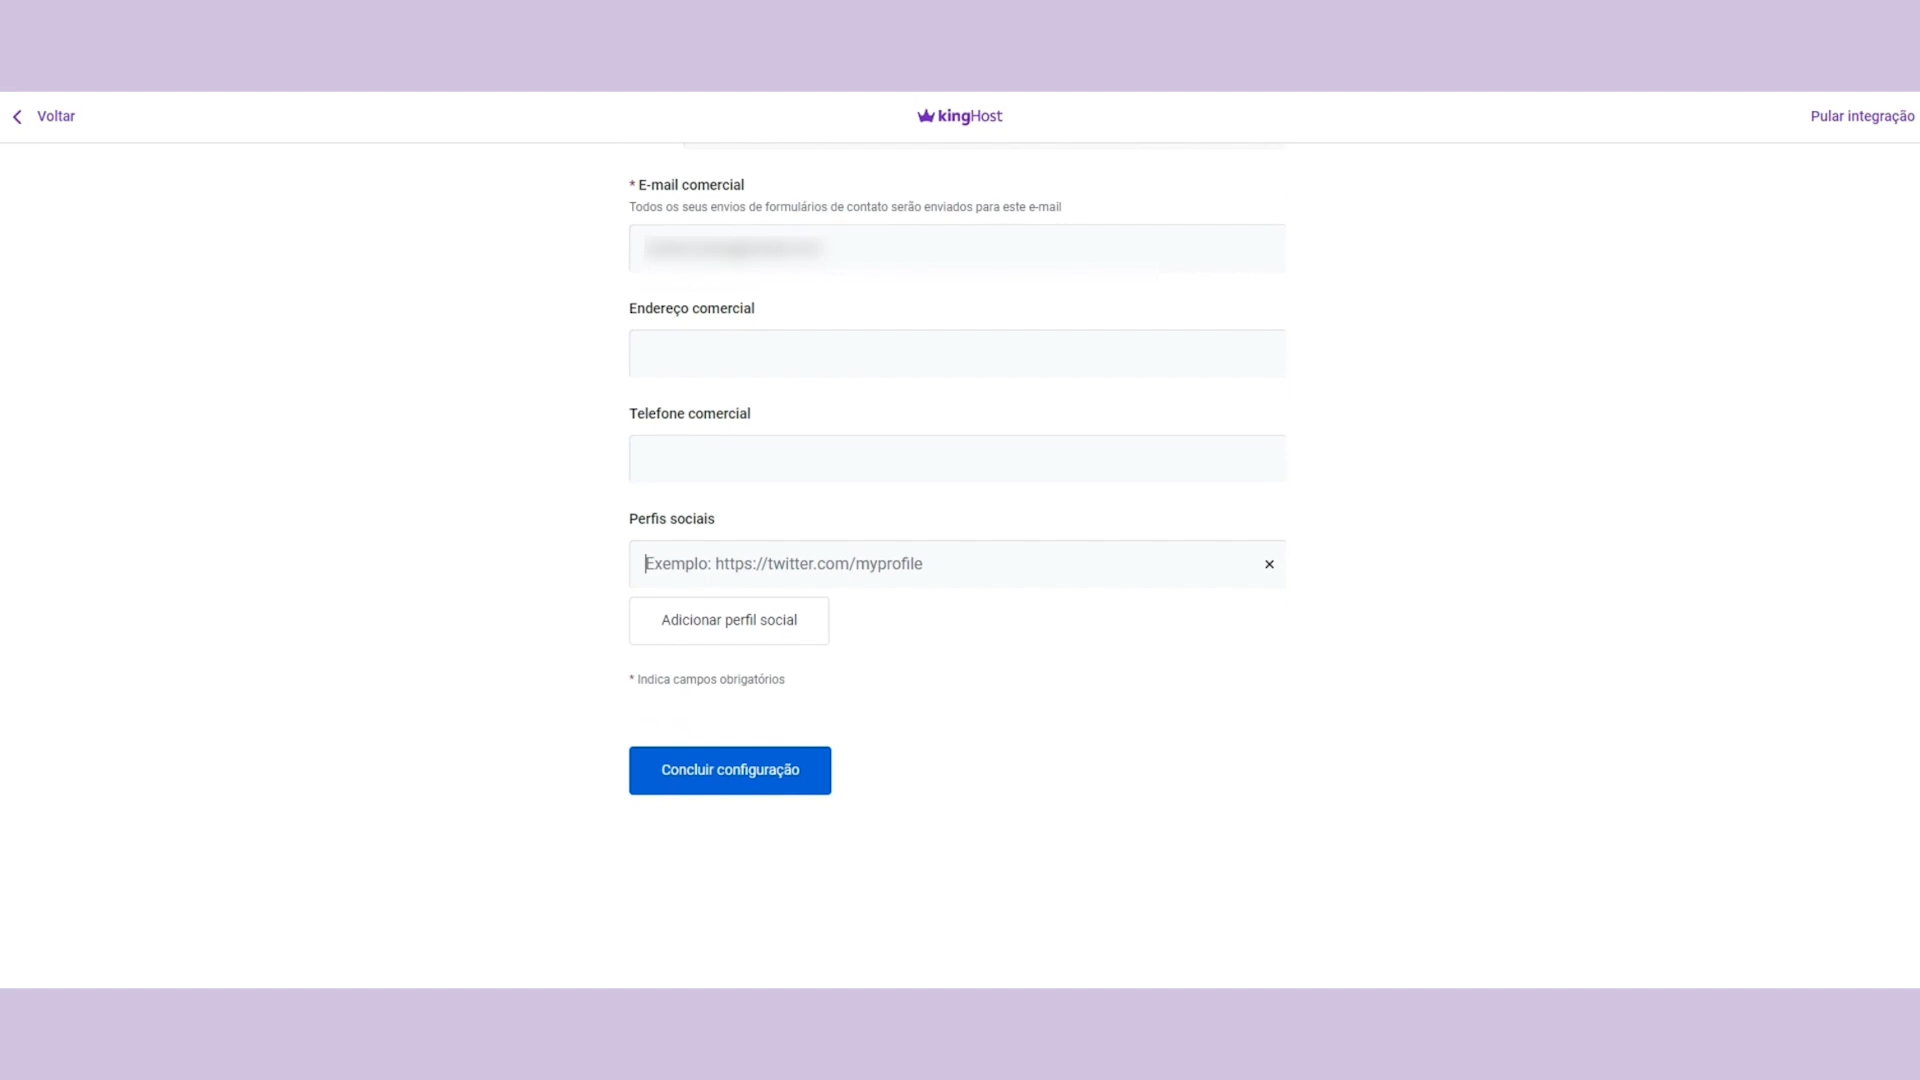 Voltar
kingHost
Pular integração
* E-mail comercial
Todos os seus envios de formulários de contato serão enviados para este e-mail
Endereço comercial
Telefone comercial
Perfis sociais
Exemplo: https://twitter.com/myprofile
Adicionar perfil social
* Indica campos obrigatórios
Concluir configuração